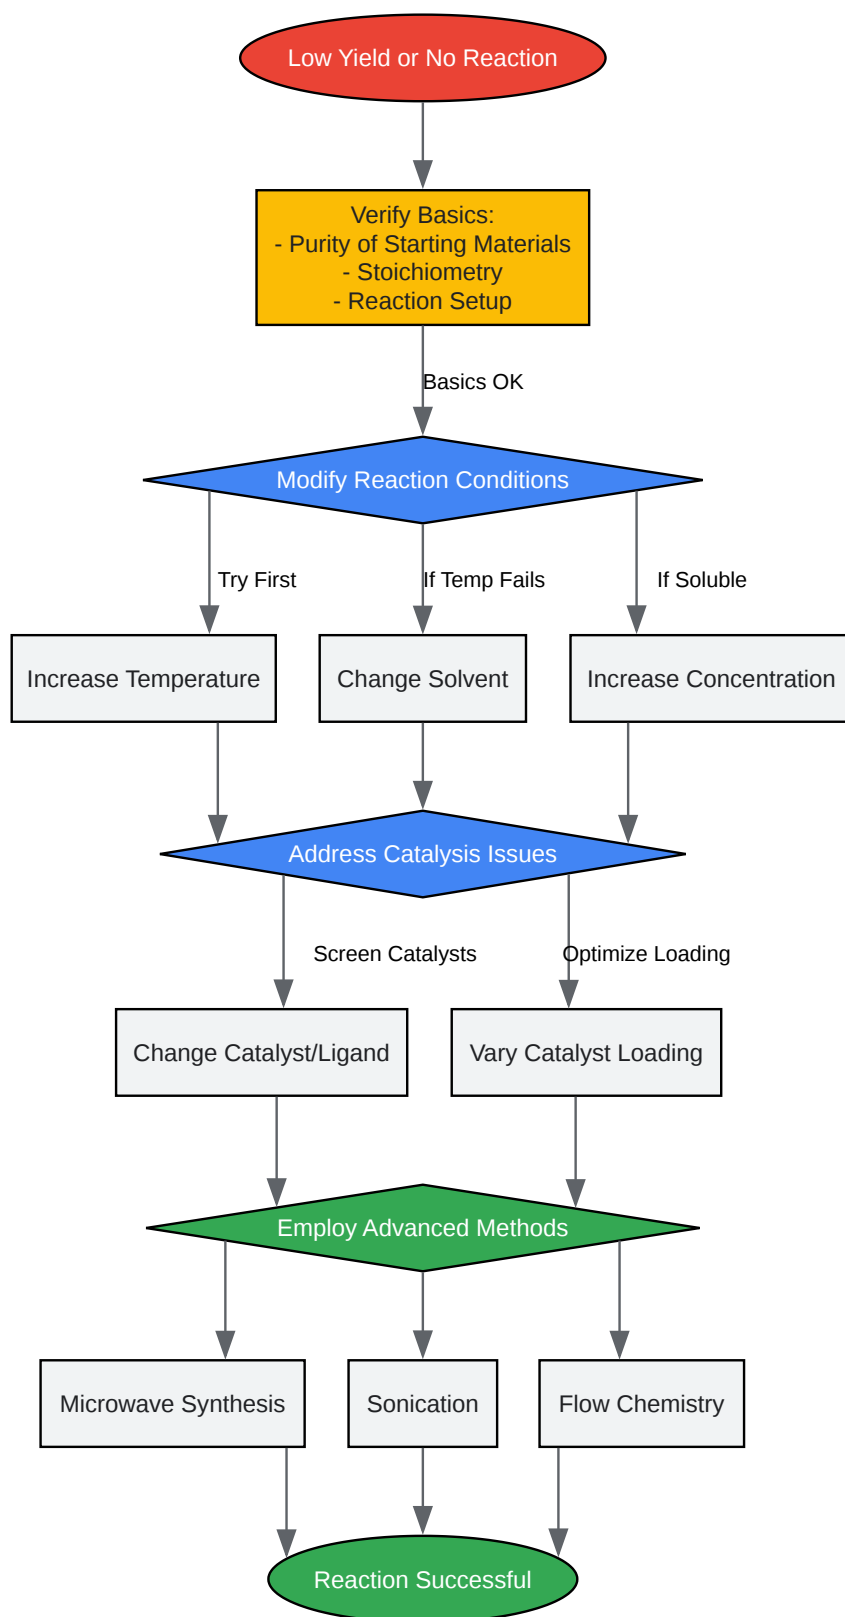 Low Yield or No Reaction
Verify Basics:
- Purity of Starting Materials
- Stoichiometry
- Reaction Setup
Basics OK
Modify Reaction Conditions
Try First
If Temp Fails
If Soluble
Increase Temperature
Change Solvent
Increase Concentration
Address Catalysis Issues
Screen Catalysts
Optimize Loading
Change Catalyst/Ligand
Vary Catalyst Loading
Employ Advanced Methods
Microwave Synthesis
Sonication
Flow Chemistry
Reaction Successful